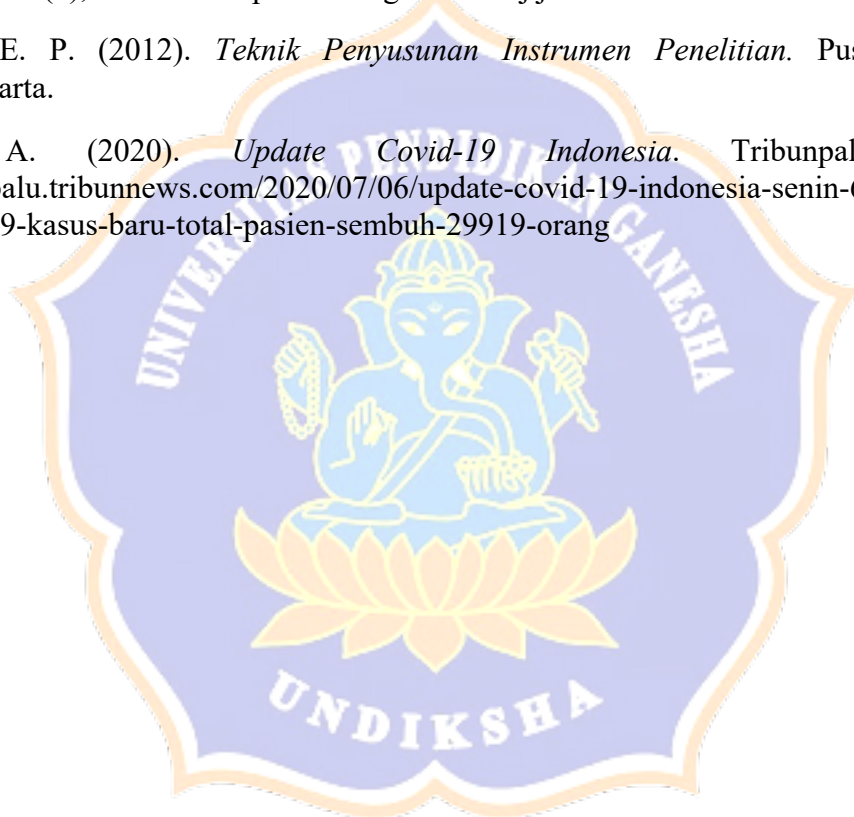 E. P. (2012). Teknik Penyusunan Instrumen Penelitian. Pus
arta.
A. (2020). Update Covid-19 Indonesia. Tribunpal
palu.tribunnews.com/2020/07/06/update-covid-19-indonesia-senin-
9-kasus-baru-total-pasien-sembuh-29919-orang
UNIVERSITAS PENDIDIKAN GANESHA
UNDIKSHA